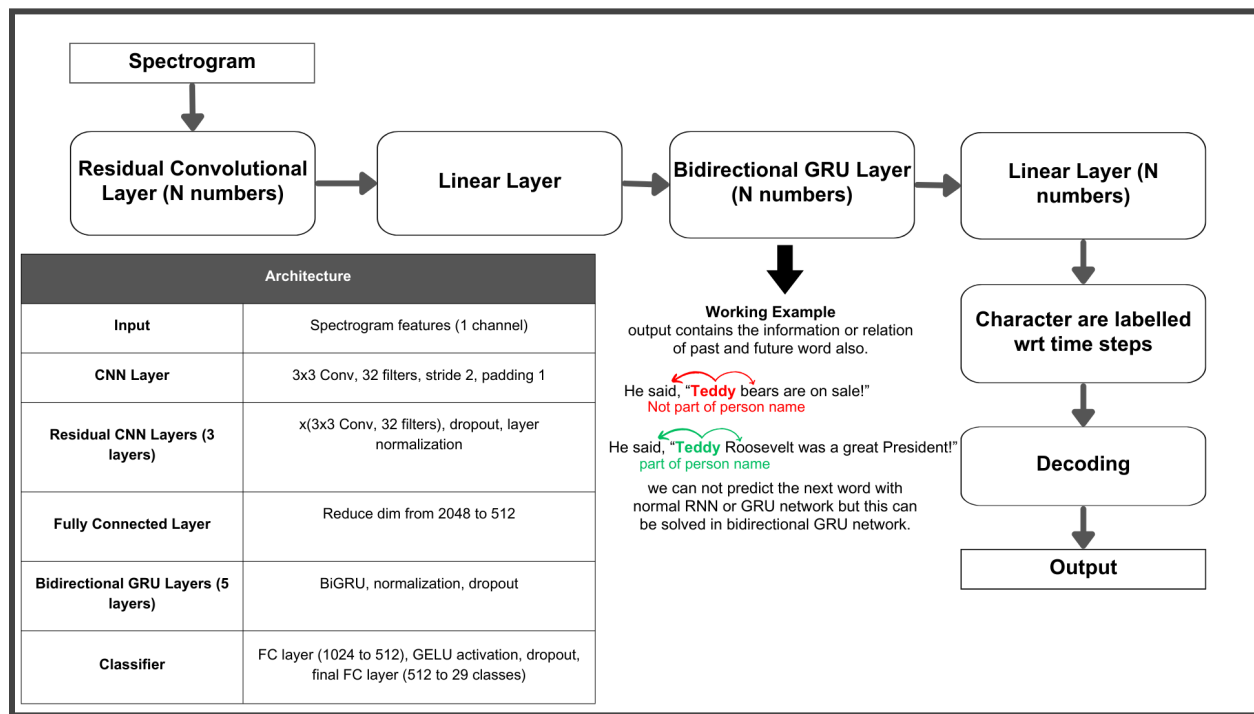 Spectrogram
Residual Convolutional
Layer (N numbers)
Linear Layer
Bidirectional GRU Layer
(N numbers)
Linear Layer (N
numbers)
Character are labelled
wrt time steps
Decoding
Output
Working Example
output contains the information or relation
of past and future word also.
He said, “Teddy bears are on sale!”
Not part of person name
He said, “Teddy Roosevelt was a great President!”
part of person name
we can not predict the next word with
normal RNN or GRU network but this can
be solved in bidirectional GRU network.
Architecture
Input
Spectrogram features (1 channel)
CNN Layer
3x3 Conv, 32 filters, stride 2, padding 1
Residual CNN Layers (3
layers)
x(3x3 Conv, 32 filters), dropout, layer
normalization
Fully Connected Layer
Reduce dim from 2048 to 512
Bidirectional GRU Layers (5
layers)
BiGRU, normalization, dropout
Classifier
FC layer (1024 to 512), GELU activation, dropout,
final FC layer (512 to 29 classes)